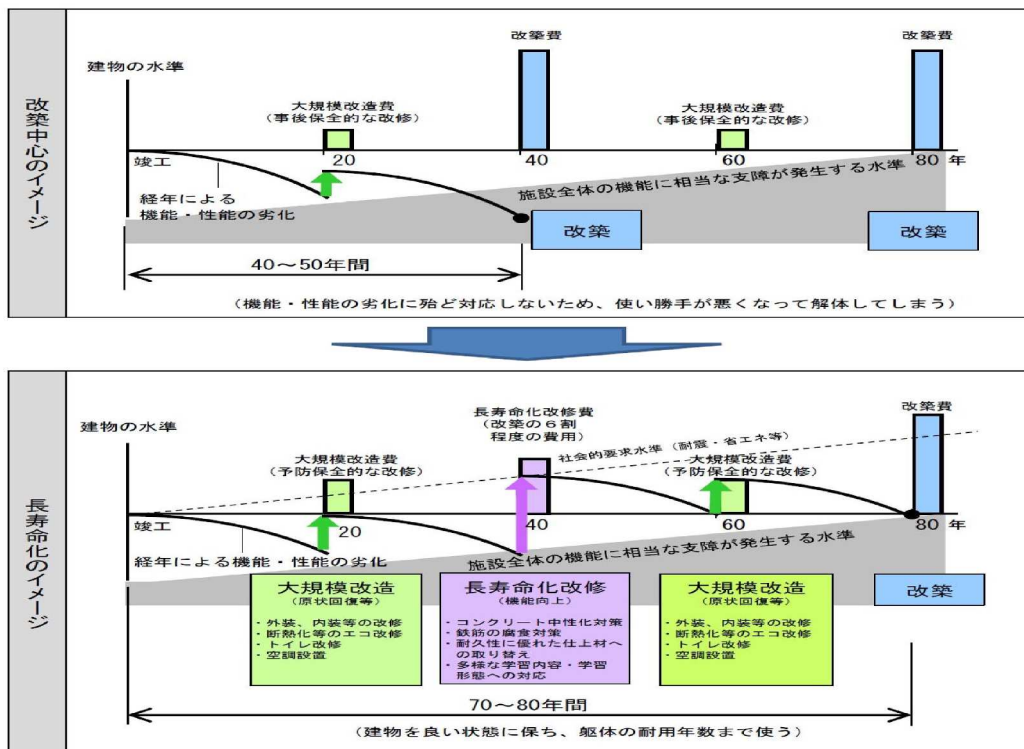 改築中心のイメージ
建物の水準
改築費
改築費
大規模改造費
（事後保全的な改修）
大規模改造費
（事後保全的な改修）
竣工
20
40
60
80
年
経年による
機能・性能の劣化
施設全体の機能に相当な支障が発生する水準
改築
改築
40～50年間
（機能・性能の劣化に殆ど対応しないため、使い勝手が悪くなって解体してしまう）
長寿命化のイメージ
建物の水準
長寿命化改修費
（改築の６割
程度の費用）
改築費
社会的要求水準（耐震・省エネ等）
大規模改造費
（予防保全的な改修）
大規模改造費
（予防保全的な改修）
竣工
20
40
60
80
年
経年による機能・性能の劣化
施設全体の機能に相当な支障が発生する水準
大規模改造
（原状回復等）
・外装、内装等の改修
・断熱化等のエコ改修
・トイレ改修
・空調設置
長寿命化改修
（機能向上）
・コンクリート中性化対策
・鉄筋の腐食対策
・耐久性に優れた仕上材へ
の取り替え
・多様な学習内容・学習
形態への対応
大規模改造
（原状回復等）
・外装、内装等の改修
・断熱化等のエコ改修
・トイレ改修
・空調設置
改築
70～80年間
（建物を良い状態に保ち、躯体の耐用年数まで使う）